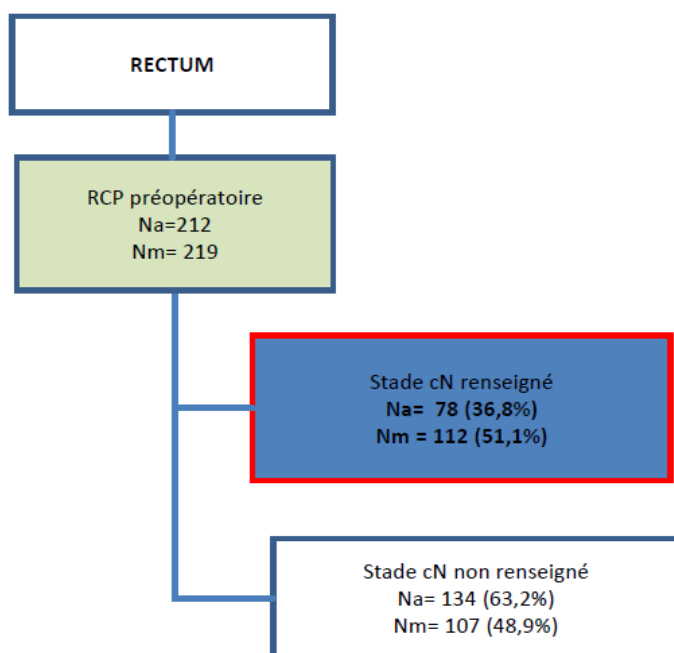 RECTUM
RCP préopératoire
Na=212
Nm= 219
Stade cN renseigné
Na= 78 (36,8%)
Nm = 112 (51,1%)
Stade cN non renseigné
Na= 134 (63,2%)
Nm= 107 (48,9%)